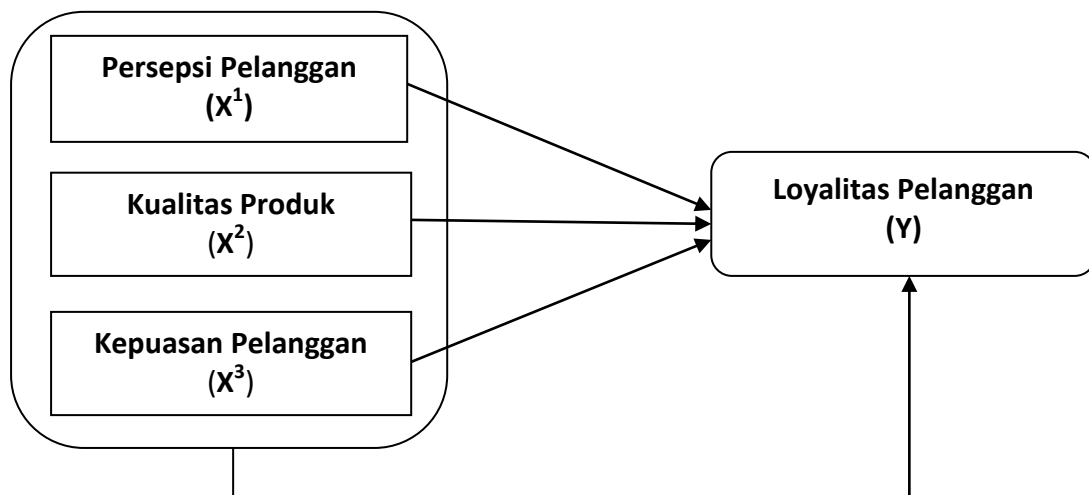 Persepsi Pelanggan
(X¹)
Kualitas Produk
(X²)
Kepuasan Pelanggan
(X³)
Loyalitas Pelanggan
(Y)